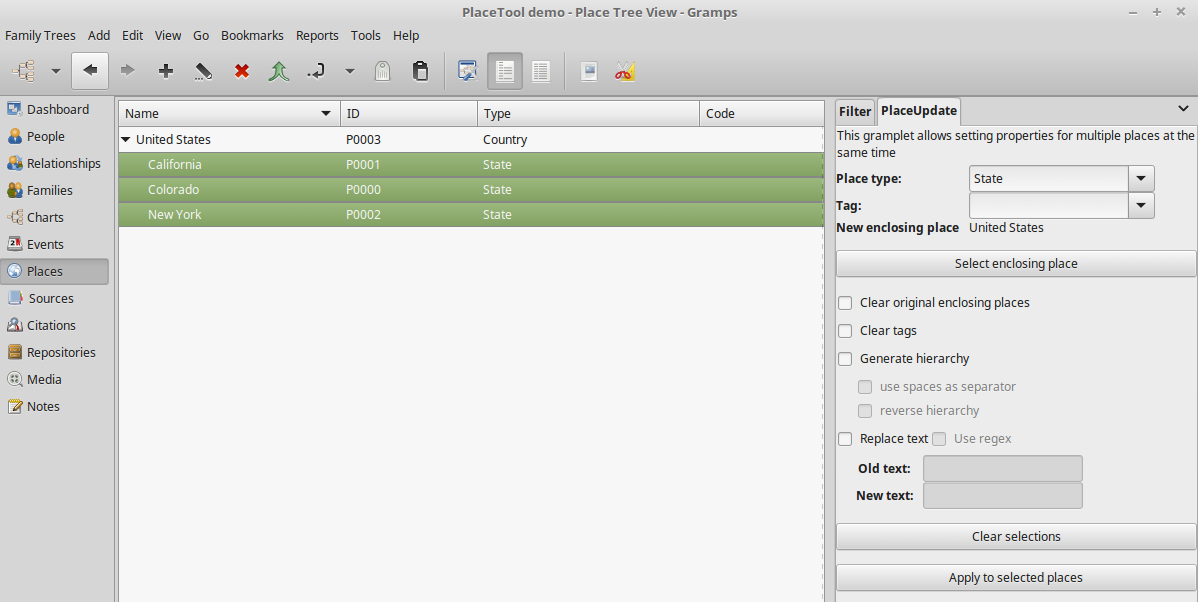 PlaceTool demo - Place Tree View - Gramps
Family Trees Add Edit View Go Bookmarks Reports Tools Help
Dashboard
People
Relationships
Families
Charts
Events
Places
Sources
Citations
Repositories
Media
Notes
Name ID Type Code
United States P0003 Country
California P0001 State
Colorado P0000 State
New York P0002 State
Filter PlaceUpdate
This gramplet allows setting properties for multiple places at the
same time
Place type: State
Tag:
New enclosing place United States
Select enclosing place
Clear original enclosing places
Clear tags
Generate hierarchy
use spaces as separator
reverse hierarchy
Replace text Use regex
Old text:
New text:
Clear selections
Apply to selected places